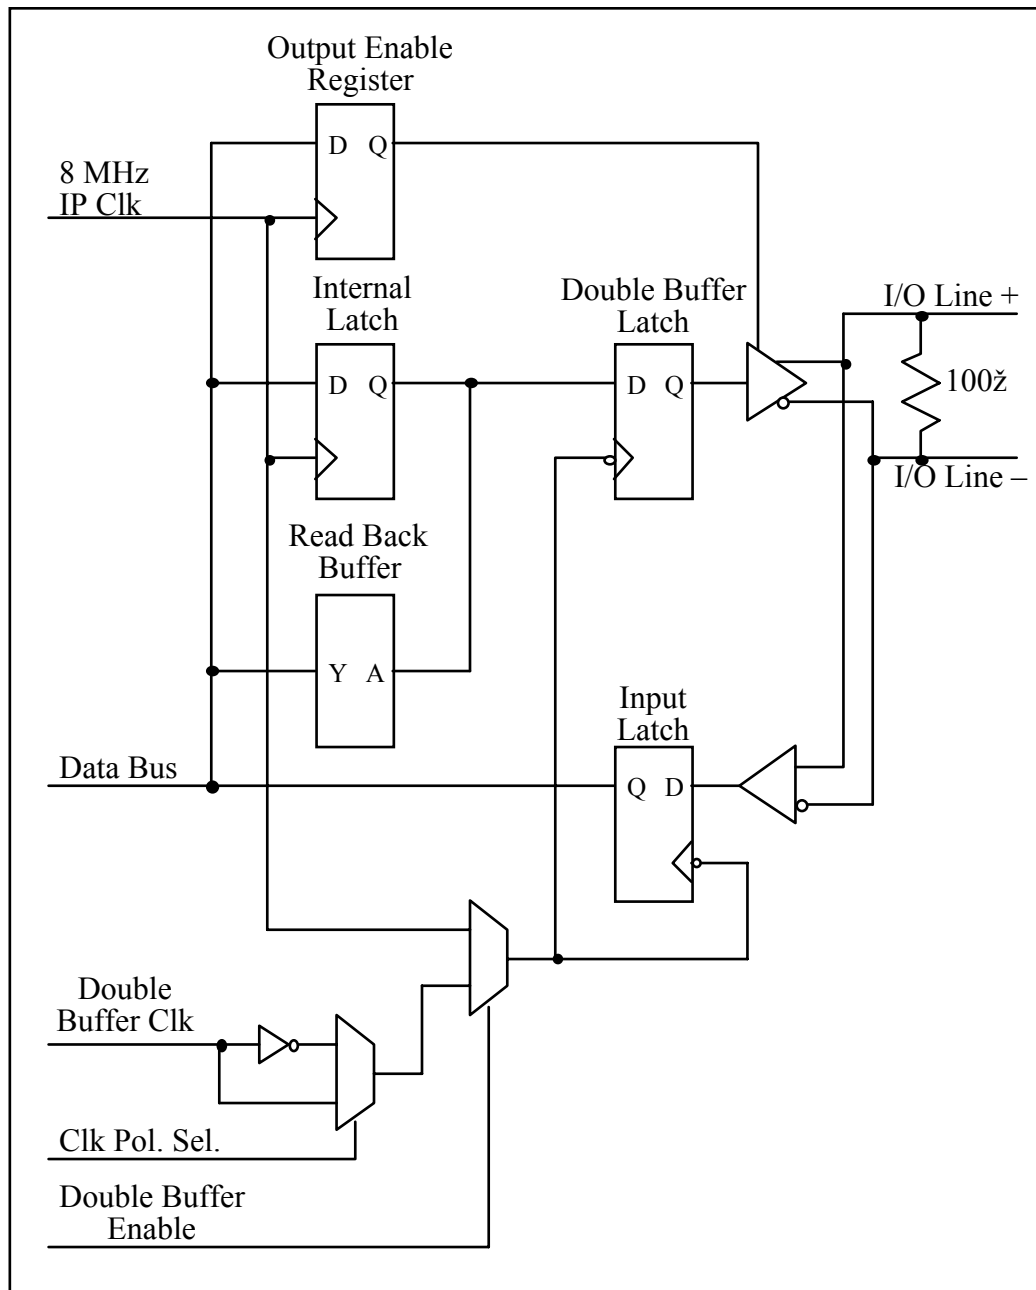 Output Enable
Register
D Q
8 MHz
IP Clk
Internal
Latch
D Q
Double Buffer
Latch
D Q
I/O Line +
100ž
I/O Line –
Read Back
Buffer
Y A
Input
Latch
Q D
Data Bus
Double
Buffer Clk
Clk Pol. Sel.
Double Buffer
Enable